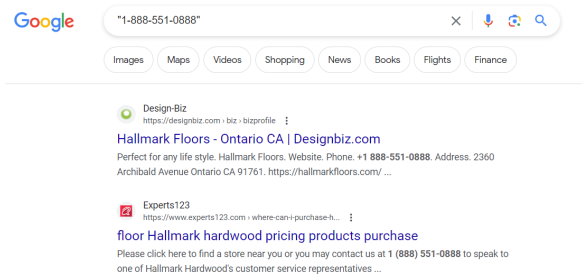 Google
"1-888-551-0888"
Images Maps Videos Shopping News Books Flights Finance
Design-Biz
https://designbiz.com › biz › bizprofile
Hallmark Floors - Ontario CA | Designbiz.com
Perfect for any life style. Hallmark Floors. Website. Phone. +1 888-551-0888. Address. 2360
Archibald Avenue Ontario CA 91761. https://hallmarkfloors.com/ ...
Experts123
https://www.experts123.com › where-can-i-purchase-h...
floor Hallmark hardwood pricing products purchase
Please click here to find a store near you or you may contact us at 1 (888) 551-0888 to speak to
one of Hallmark Hardwood's customer service representatives ...